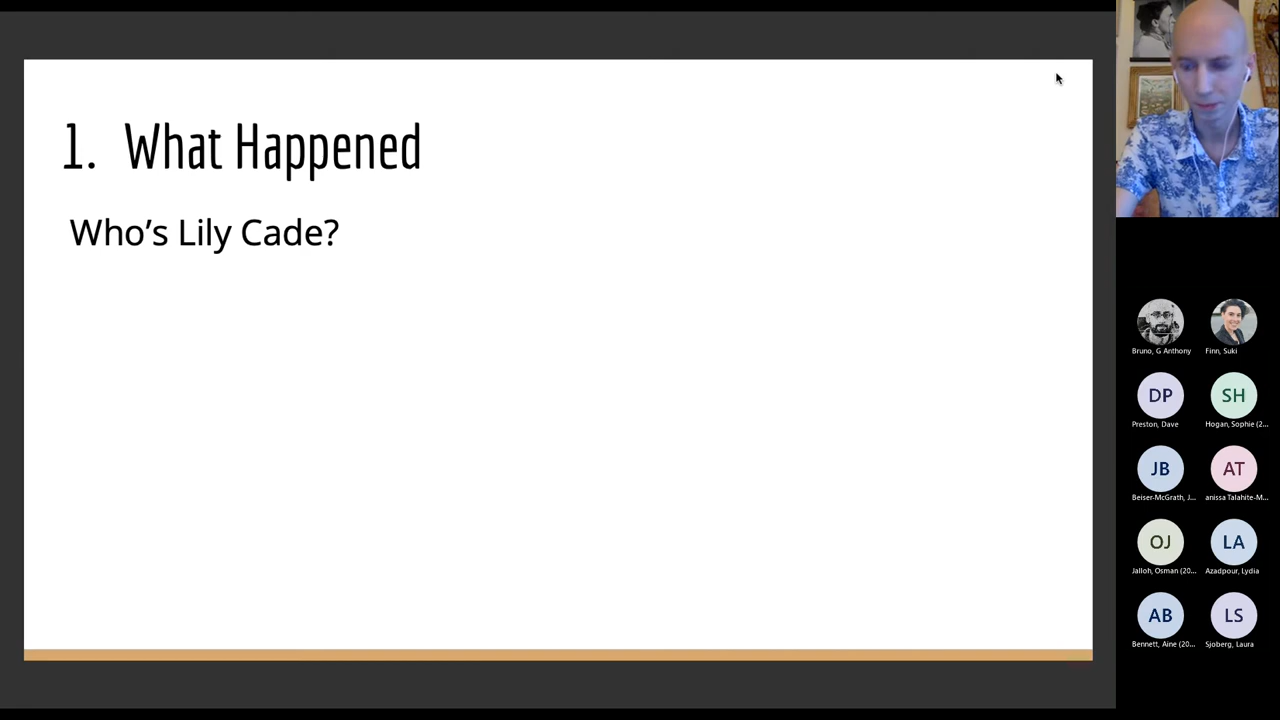 1. What Happened
Who's Lily Cade?
Bruno, G Anthony
Finn, Suki
DP
SH
Preston, Dave
Hogan, Sophie (2...
JB
AT
Beiser-McGrath, J...
anissa Talahite-M...
OJ
LA
Jalloh, Osman (20...
Azadpour, Lydia
AB
LS
Bennett, Aine (20...
Sjoberg, Laura